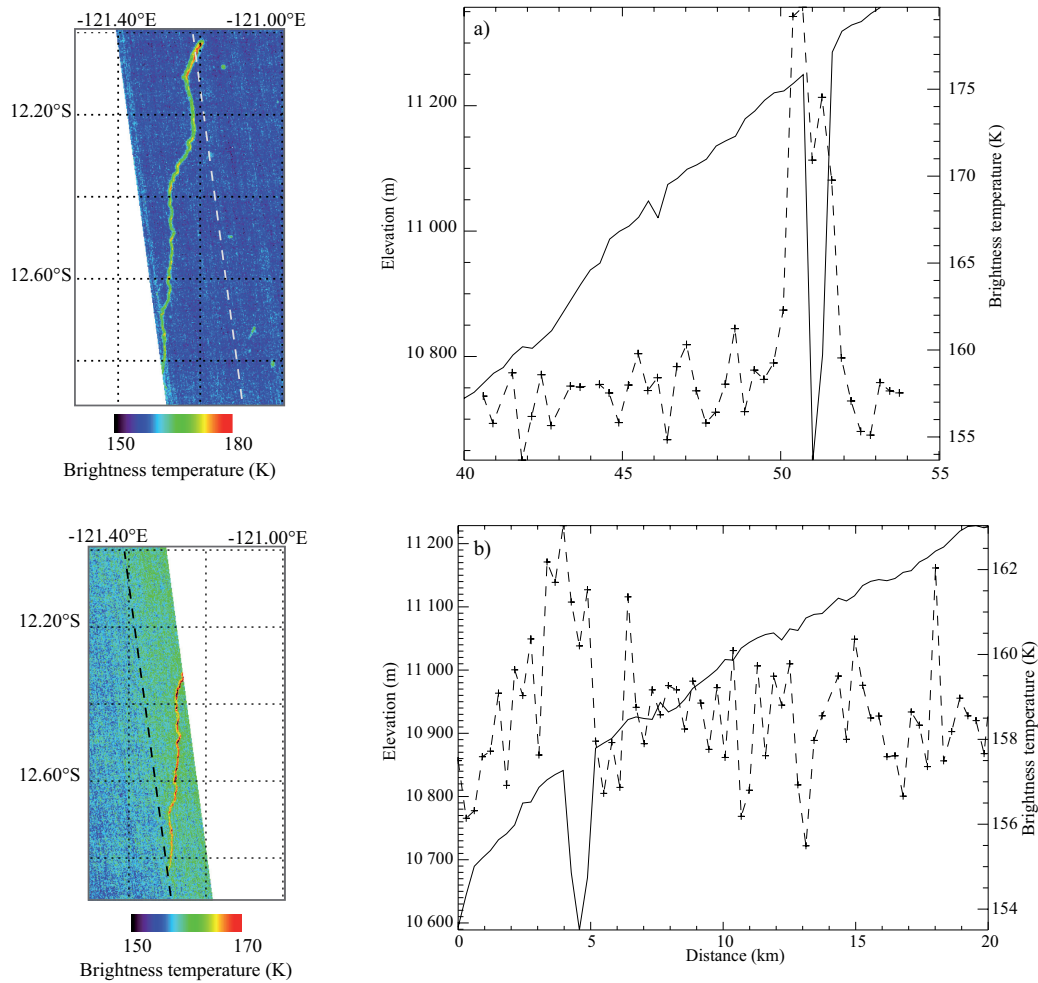 -121.40°E -121.00°E
12.20°S
12.60°S
150 180
Brightness temperature (K)
a)
11 200
11 000
10 800
Elevation (m)
175
170
165
160
155
Brightness temperature (K)
40 45 50 55
-121.40°E -121.00°E
12.20°S
12.60°S
150 170
Brightness temperature (K)
b)
11 200
11 100
11 000
10 900
10 800
10 700
10 600
Elevation (m)
162
160
158
156
154
Brightness temperature (K)
0 5 10 15 20
Distance (km)